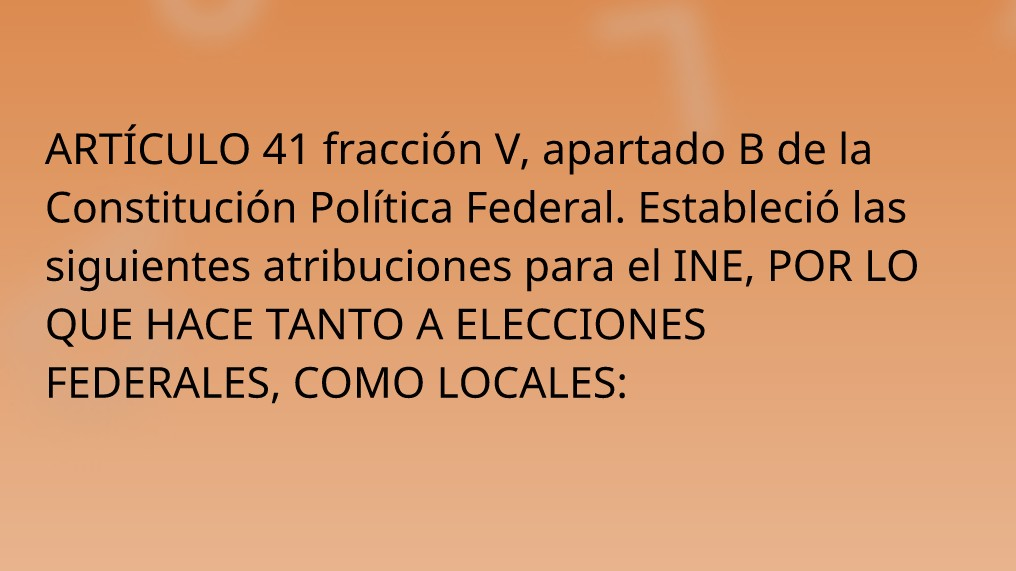 ARTÍCULO 41 fracción V, apartado B de la
Constitución Política Federal. Estableció las
siguientes atribuciones para el INE, POR LO
QUE HACE TANTO A ELECCIONES
FEDERALES, COMO LOCALES: